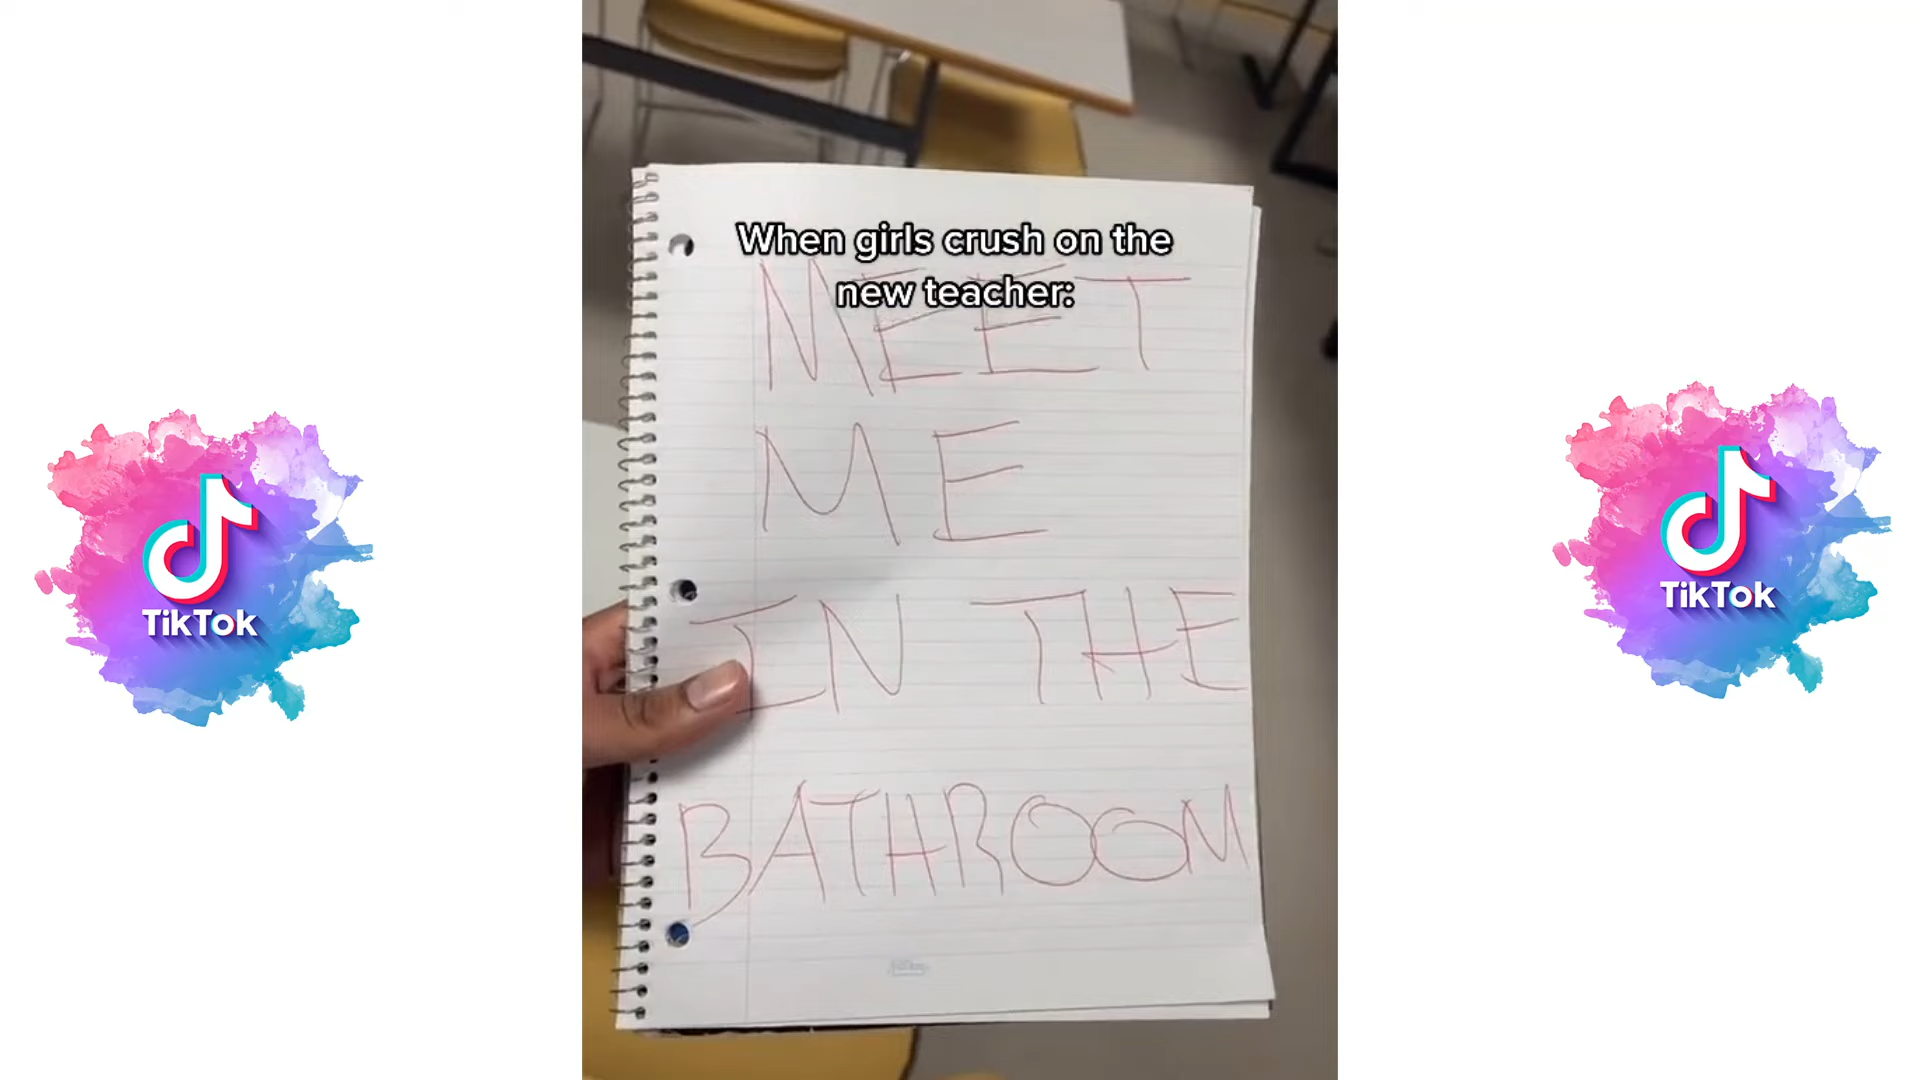 When girls crush on the
new teacher:
MEET
ME
IN THE
BATHROOM
TikTok
TikTok